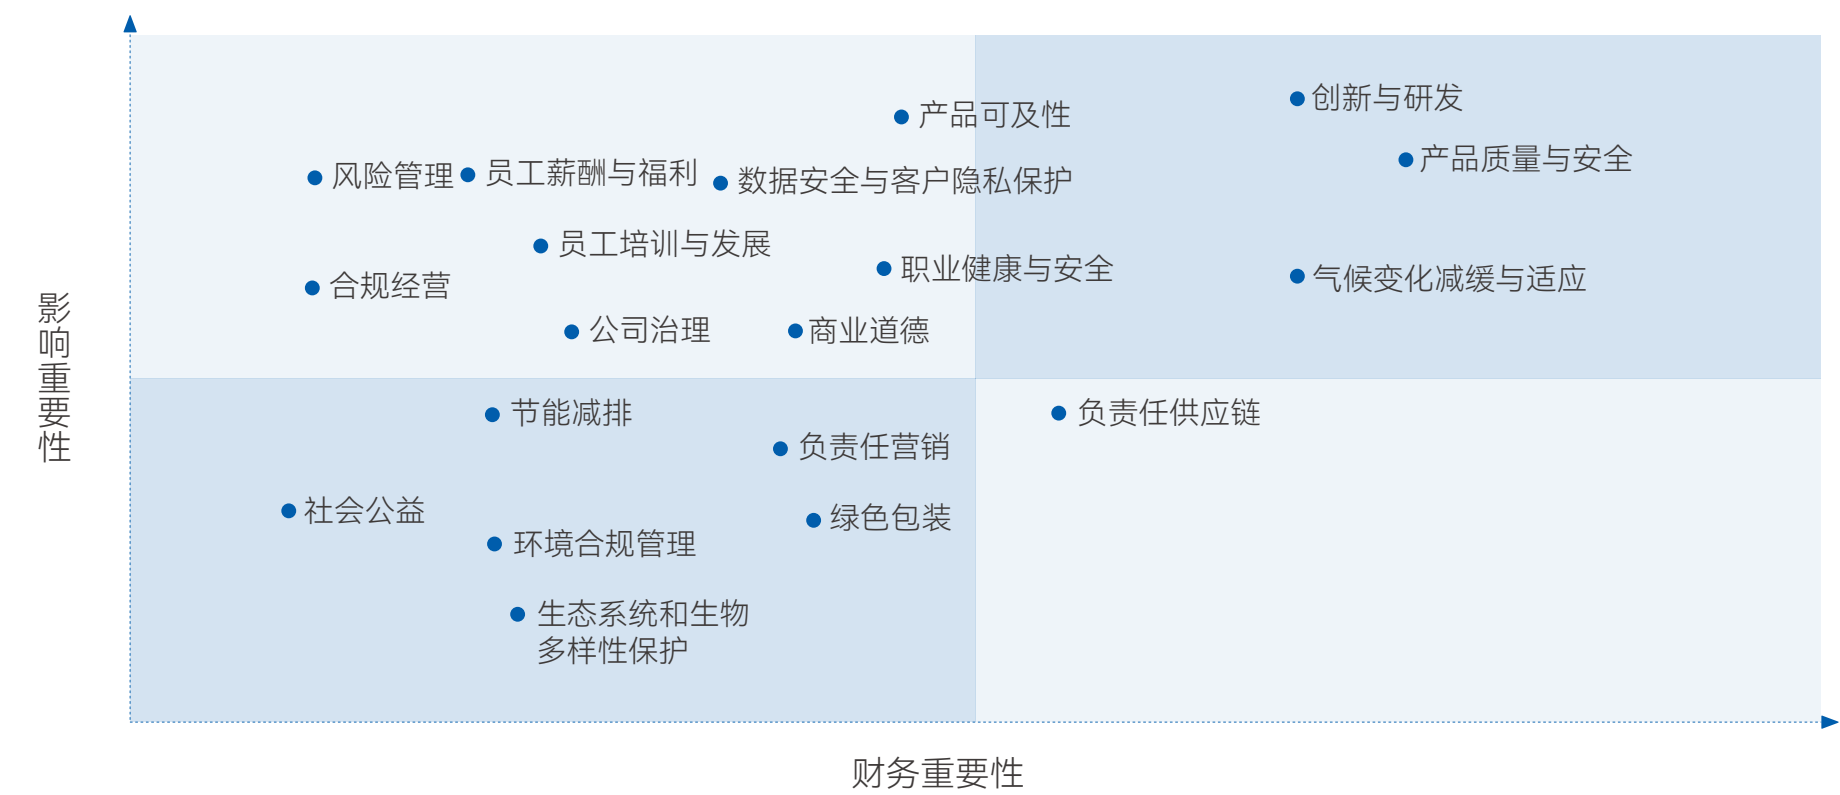 创新与研发
产品可及性
产品质量与安全
风险管理
员工薪酬与福利
数据安全与客户隐私保护
员工培训与发展
职业健康与安全
气候变化减缓与适应
合规经营
公司治理
商业道德
影响重要性
节能减排
负责任供应链
负责任营销
社会公益
绿色包装
环境合规管理
生态系统和生物
多样性保护
财务重要性